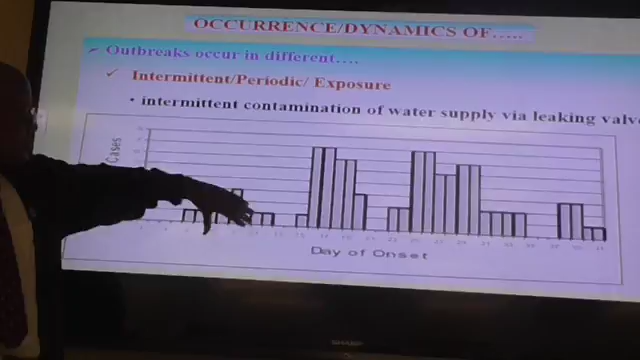 OCCURRENCE/DYNAMICS OF.....
Outbreaks occur in different....
✓ Intermittent/Periodic/ Exposure
• intermittent contamination of water supply via leaking valv
Cases
Day of Onset
SHARP